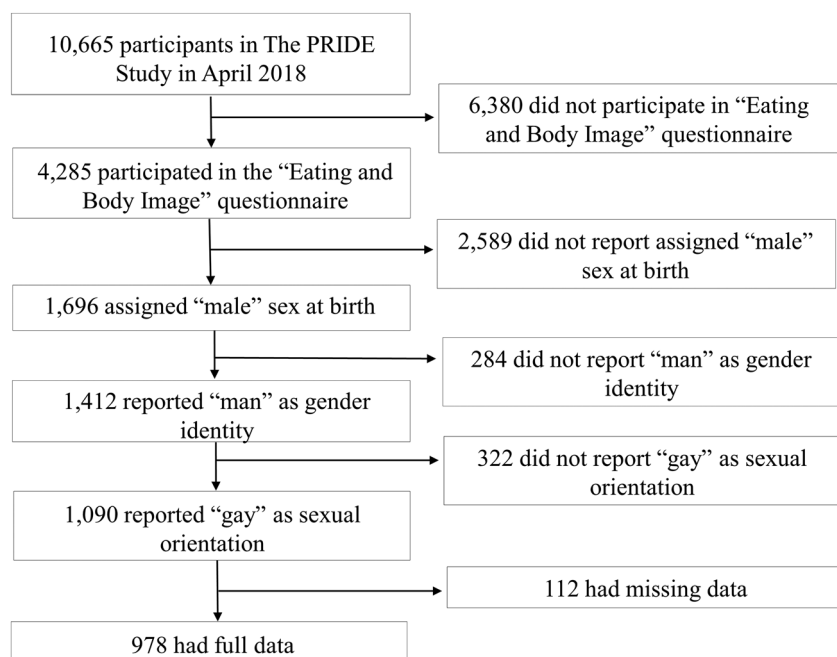 10,665 participants in The PRIDE
Study in April 2018
6,380 did not participate in “Eating
and Body Image” questionnaire
4,285 participated in the “Eating and
Body Image” questionnaire
2,589 did not report assigned “male”
sex at birth
1,696 assigned “male” sex at birth
284 did not report “man” as gender
identity
1,412 reported “man” as gender
identity
322 did not report “gay” as sexual
orientation
1,090 reported “gay” as sexual
orientation
112 had missing data
978 had full data